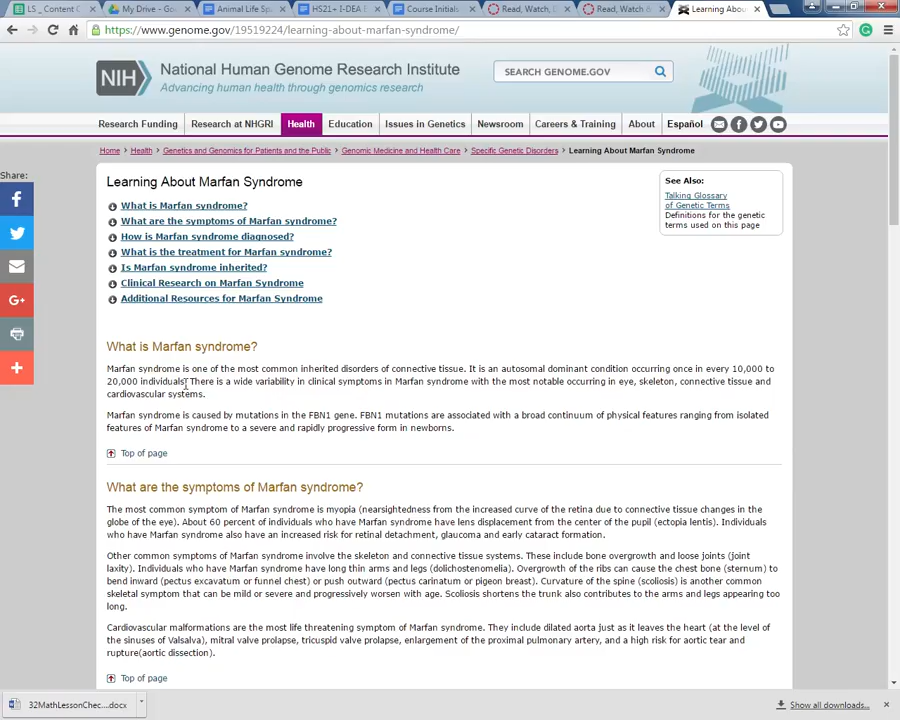 LS _ Content C
My Drive - Goo
Animal Life Sp
HS21+ I-DEA I
Course Initials
Read, Watch, L
Read, Watch &
Learning Abou
https://www.genome.gov/19519224/learning-about-marfan-syndrome/
NIH National Human Genome Research Institute
Advancing human health through genomics research
SEARCH GENOME.GOV
Research Funding Research at NHGRI Health Education Issues in Genetics Newsroom Careers & Training About Español
Home > Health > Genetics and Genomics for Patients and the Public > Genomic Medicine and Health Care > Specific Genetic Disorders > Learning About Marfan Syndrome
Share:
Learning About Marfan Syndrome
What is Marfan syndrome?
What are the symptoms of Marfan syndrome?
How is Marfan syndrome diagnosed?
What is the treatment for Marfan syndrome?
Is Marfan syndrome inherited?
Clinical Research on Marfan Syndrome
Additional Resources for Marfan Syndrome
See Also:
Talking Glossary
of Genetic Terms
Definitions for the genetic
terms used on this page
What is Marfan syndrome?
Marfan syndrome is one of the most common inherited disorders of connective tissue. It is an autosomal dominant condition occurring once in every 10,000 to
20,000 individuals. There is a wide variability in clinical symptoms in Marfan syndrome with the most notable occurring in eye, skeleton, connective tissue and
cardiovascular systems.
Marfan syndrome is caused by mutations in the FBN1 gene. FBN1 mutations are associated with a broad continuum of physical features ranging from isolated
features of Marfan syndrome to a severe and rapidly progressive form in newborns.
Top of page
What are the symptoms of Marfan syndrome?
The most common symptom of Marfan syndrome is myopia (nearsightedness from the increased curve of the retina due to connective tissue changes in the
globe of the eye). About 60 percent of individuals who have Marfan syndrome have lens displacement from the center of the pupil (ectopia lentis). Individuals
who have Marfan syndrome also have an increased risk for retinal detachment, glaucoma and early cataract formation.
Other common symptoms of Marfan syndrome involve the skeleton and connective tissue systems. These include bone overgrowth and loose joints (joint
laxity). Individuals who have Marfan syndrome have long thin arms and legs (dolichostenomelia). Overgrowth of the ribs can cause the chest bone (sternum) to
bend inward (pectus excavatum or funnel chest) or push outward (pectus carinatum or pigeon breast). Curvature of the spine (scoliosis) is another common
skeletal symptom that can be mild or severe and progressively worsen with age. Scoliosis shortens the trunk also contributes to the arms and legs appearing too
long.
Cardiovascular malformations are the most life threatening symptom of Marfan syndrome. They include dilated aorta just as it leaves the heart (at the level of
the sinuses of Valsalva), mitral valve prolapse, tricuspid valve prolapse, enlargement of the proximal pulmonary artery, and a high risk for aortic tear and
rupture(aortic dissection).
Top of page
32MathLessonChec....docx
Show all downloads...